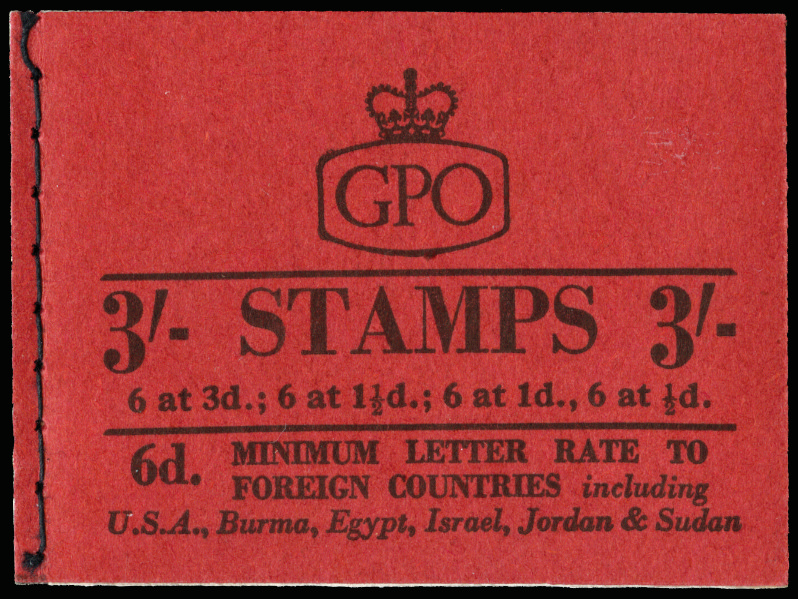 GPO
3/- STAMPS 3/-
6 at 3d.; 6 at 1½d.; 6 at 1d., 6 at ½d.
6d. MINIMUM LETTER RATE TO
FOREIGN COUNTRIES including
U.S.A., Burma, Egypt, Israel, Jordan & Sudan